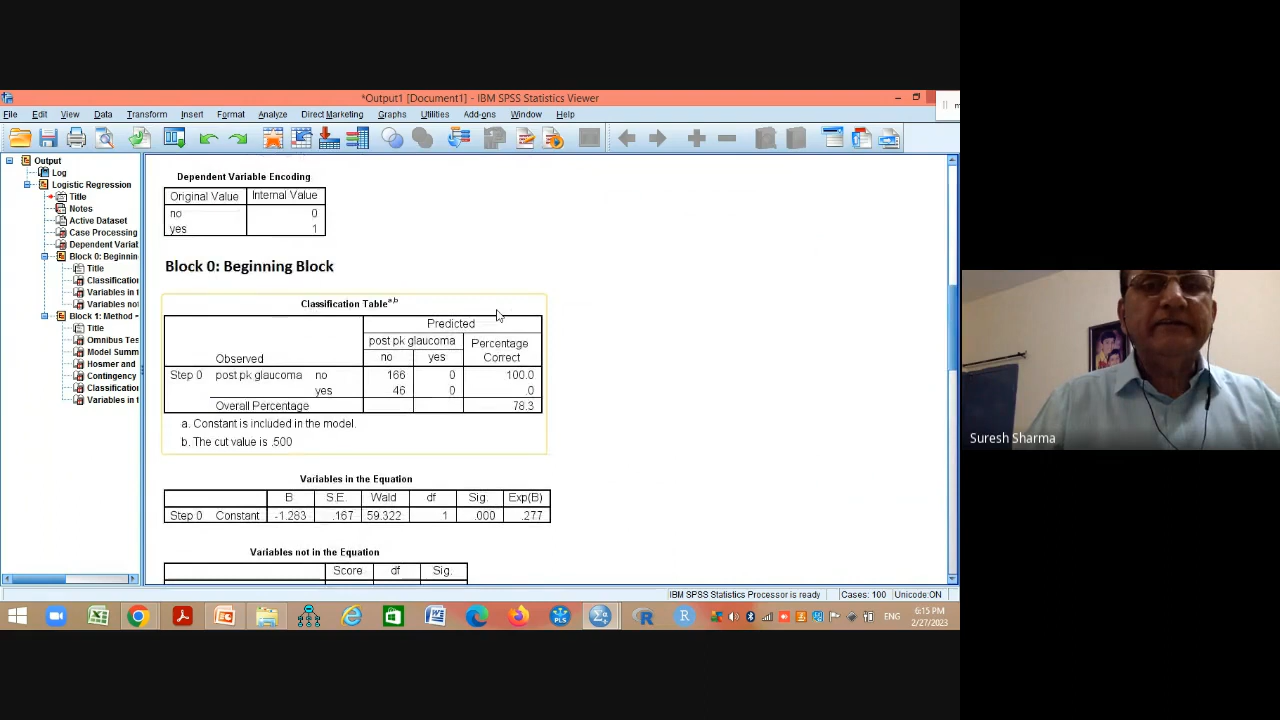 *Output1 [Document1] - IBM SPSS Statistics Viewer
File Edit View Data Transform Insert Format Analyze Direct Marketing Graphs Utilities Add-ons Window Help
Output
Log
Logistic Regression
Title
Notes
Active Dataset
Case Processing
Dependent Variat
Block 0: Beginnin
Title
Classification
Variables in t
Variables not
Block 1: Method =
Title
Omnibus Tes
Model Summ
Hosmer and
Contingency
Classification
Variables in t
Dependent Variable Encoding
Original Value Internal Value
no 0
yes 1
Block 0: Beginning Block
Classification Table a,b
Predicted
post pk glaucoma Percentage Correct
Observed no yes
Step 0 post pk glaucoma no 166 0 100.0
yes 46 0 .0
Overall Percentage 78.3
a. Constant is included in the model.
b. The cut value is .500
Variables in the Equation
B S.E. Wald df Sig. Exp(B)
Step 0 Constant -1.283 .167 59.322 1 .000 .277
Variables not in the Equation
Score df Sig.
IBM SPSS Statistics Processor is ready Cases: 100 Unicode:ON
ENG 6:15 PM
2/27/2023
Suresh Sharma